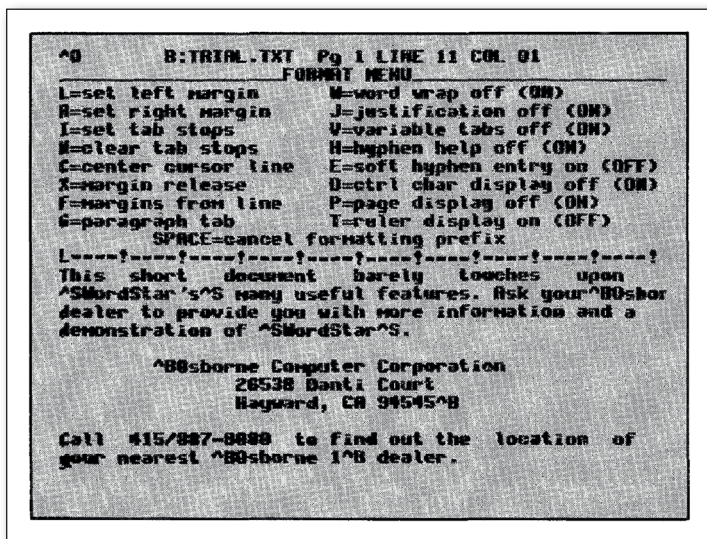 ^O B:TRIAL.TXT Pg 1 LINE 11 COL 01
FORMAT MENU
L=set left margin W=word wrap off (ON)
R=set right margin J=justification off (ON)
I=set tab stops V=variable tabs off (ON)
N=clear tab stops H=hyphen help off (ON)
C=center cursor line E=soft hyphen entry on (OFF)
X=margin release D=ctrl char display off (ON)
F=margins from line P=page display off (ON)
G=paragraph tab T=ruler display on (OFF)
SPACE=cancel formatting prefix
L----!----!----!----!----!----!----!----!----!----!
This short document barely touches upon
^SWordStar's^S many useful features. Ask your^BOsbor
dealer to provide you with more information and a
demonstration of ^SWordStar^S.
^BOsborne Computer Corporation
26538 Danti Court
Hayward, CA 94545^B
Call 415/887-8080 to find out the location of
your nearest ^BOsborne 1^B dealer.